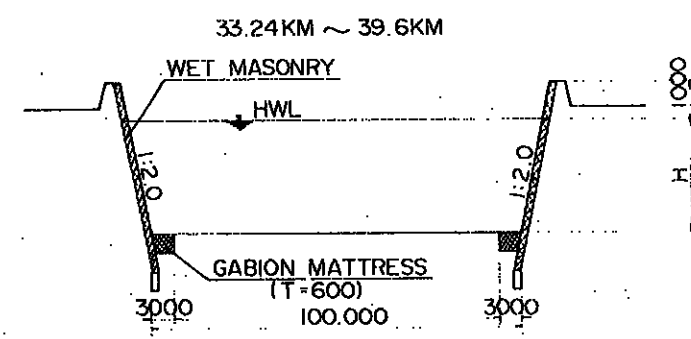 33.24KM ~ 39.6KM
WET MASONRY
HWL
1:2.0
1:2.0
1000
H
GABION MATTRESS
(T=600)
3000
100.000
3000